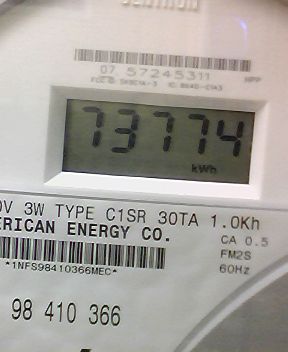 07 57245311
HPP
73774
kWh
0V 3W TYPE C1SR 30TA 1.0Kh
ERICAN ENERGY CO.
CA 0.5
FM2S
60Hz
*1NFS98410366MEC*
98 410 366